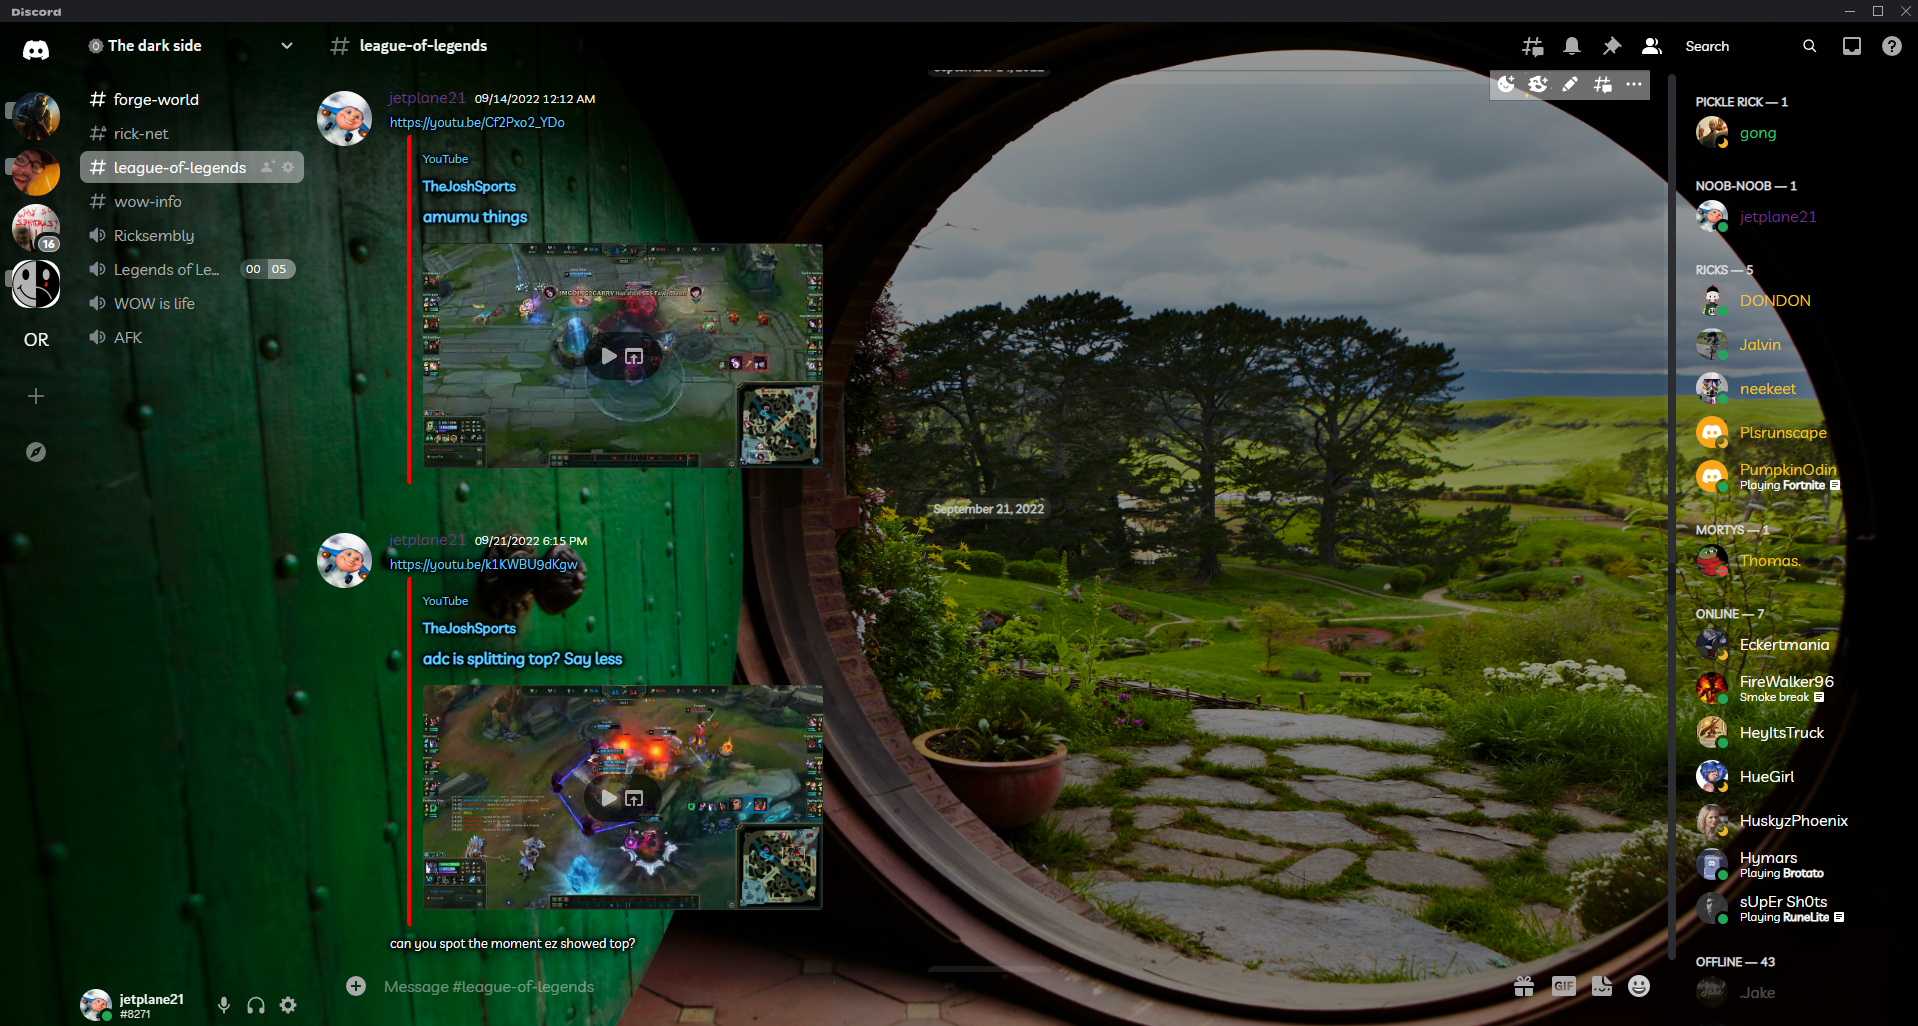 Discord
The dark side
league-of-legends
Search
forge-world
rick-net
league-of-legends
wow-info
Ricksembly
Legends of Le...
00 05
WOW is life
AFK
16
OR
jetplane21 09/14/2022 12:12 AM
https://youtu.be/Cf2Pxo2_YDo
YouTube
TheJoshSports
amumu things
September 21, 2022
jetplane21 09/21/2022 6:15 PM
https://youtu.be/k1KWBU9dKgw
YouTube
TheJoshSports
adc is splitting top? Say less
45 54
can you spot the moment ez showed top?
Message #league-of-legends
GIF
jetplane21
#8271
PICKLE RICK — 1
gong
NOOB-NOOB — 1
jetplane21
RICKS — 5
DONDON
Jalvin
neekeet
Plsrunscape
PumpkinOdin
Playing Fortnite
MORTYS — 1
Thomas.
ONLINE — 7
Eckertmania
FireWalker96
Smoke break
HeyItsTruck
HueGirl
HuskyzPhoenix
Hymars
Playing Brotato
sUpEr Sh0ts
Playing RuneLite
OFFLINE — 43
.Jake